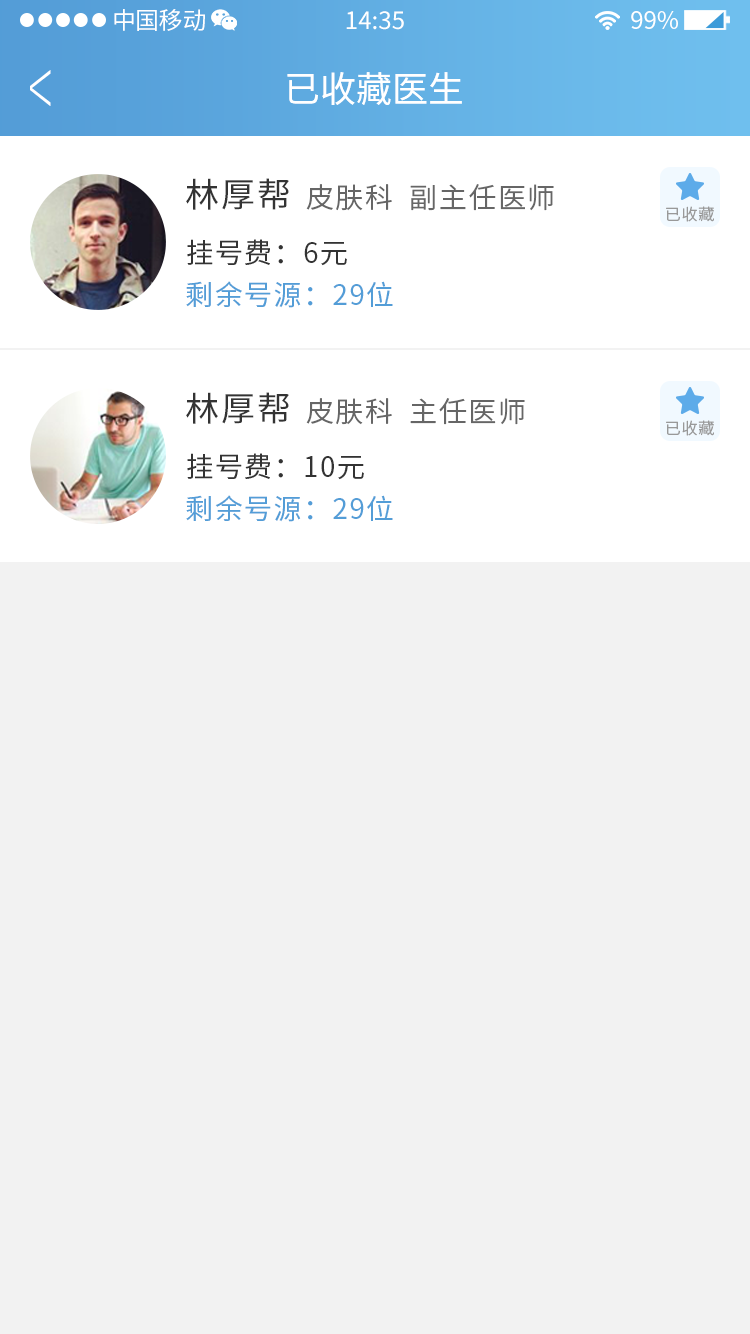 中国移动 14:35 99%
已收藏医生
林厚帮 皮肤科 副主任医师
已收藏
挂号费：6元
剩余号源：29位
林厚帮 皮肤科 主任医师
已收藏
挂号费：10元
剩余号源：29位